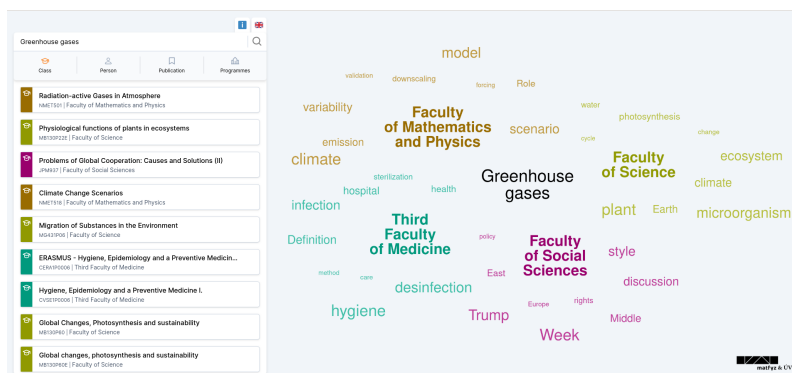 Greenhouse gases
Class
Person
Publication
Programmes
Radiation-active Gases in Atmosphere
NMET501 | Faculty of Mathematics and Physics
Physiological functions of plants in ecosystems
MB130P22E | Faculty of Science
Problems of Global Cooperation: Causes and Solutions (II)
JPM937 | Faculty of Social Sciences
Climate Change Scenarios
NMET516 | Faculty of Mathematics and Physics
Migration of Substances in the Environment
MG431P06 | Faculty of Science
ERASMUS - Hygiene, Epidemiology and a Preventive Medicin...
CERA1P0006 | Third Faculty of Medicine
Hygiene, Epidemiology and a Preventive Medicine I.
CVSE1P0008 | Third Faculty of Medicine
Global Changes, Photosynthesis and sustainability
MB130P60 | Faculty of Science
Global changes, photosynthesis and sustainability
MB130P60E | Faculty of Science
model
validation
downscaling
forcing
Role
variability
Faculty
of Mathematics
and Physics
scenario
emission
climate
water
photosynthesis
cycle
change
Faculty
of Science
ecosystem
climate
plant
Earth
microorganism
Greenhouse
gases
sterilization
hospital
health
infection
Third
Faculty
of Medicine
Definition
method
care
desinfection
hygiene
policy
Faculty
of Social
Sciences
style
East
discussion
Europe
rights
Trump
Middle
Week
matfyz & ÚV